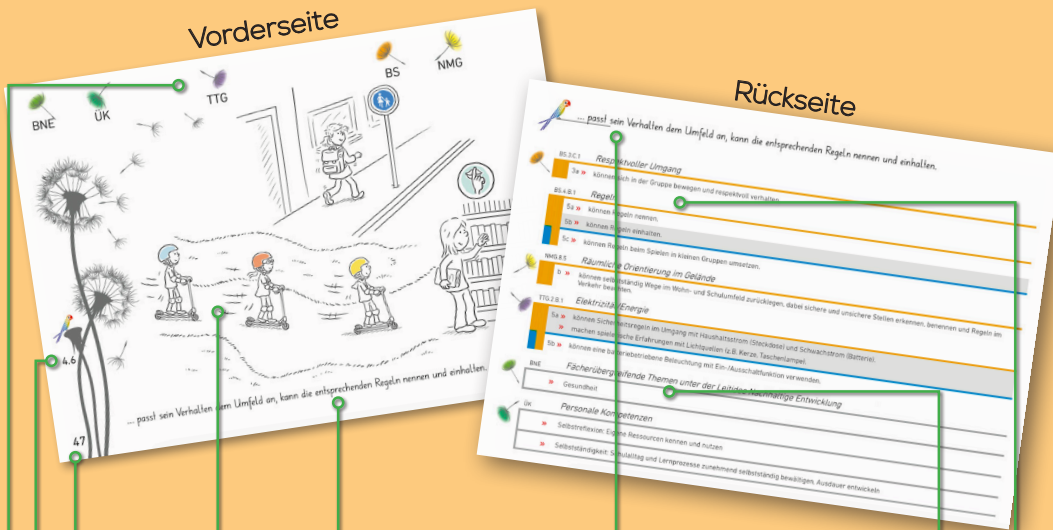 Vorderseite
BNE
ÜK
TTG
BS
NMG
4.6
47
... passt sein Verhalten dem Umfeld an, kann die entsprechenden Regeln nennen und einhalten.
Rückseite
... passt sein Verhalten dem Umfeld an, kann die entsprechenden Regeln nennen und einhalten.
BS.3.C.1 Respektvoller Umgang
3a » können sich in der Gruppe bewegen und respektvoll verhalten.
BS.4.B.1 Regeln
5a » können Regeln nennen.
5b » können Regeln einhalten.
5c » können Regeln beim Spielen in kleinen Gruppen umsetzen.
NMG.8.5 Räumliche Orientierung im Gelände
b » können selbstständig Wege im Wohn- und Schulumfeld zurücklegen, dabei sichere und unsichere Stellen erkennen, benennen und Regeln im
Verkehr beachten.
TTG.2.B.1 Elektrizität/Energie
5a » können Sicherheitsregeln im Umgang mit Haushaltsstrom (Steckdose) und Schwachstrom (Batterie).
» machen spielerische Erfahrungen mit Lichtquellen (z.B. Kerze, Taschenlampe).
5b » können eine batteriebetriebene Beleuchtung mit Ein-/Ausschaltfunktion verwenden.
BNE Fächerübergreifende Themen unter der Leitidee Nachhaltige Entwicklung
» Gesundheit
ÜK Personale Kompetenzen
» Selbstreflexion: Eigene Ressourcen kennen und nutzen
» Selbstständigkeit: Schulalltag und Lernprozesse zunehmend selbstständig bewältigen, Ausdauer entwickeln